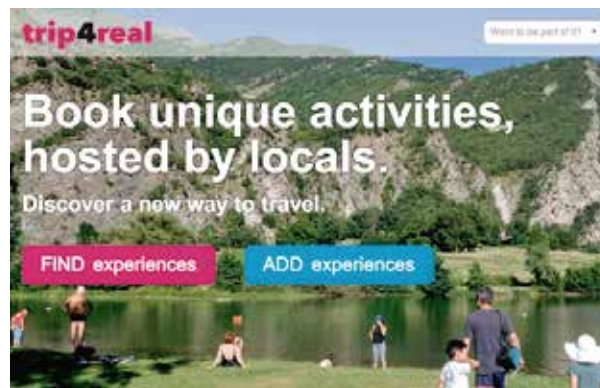 trip4real
Want to be part of it?
Book unique activities,
hosted by locals.
Discover a new way to travel.
FIND experiences
ADD experiences